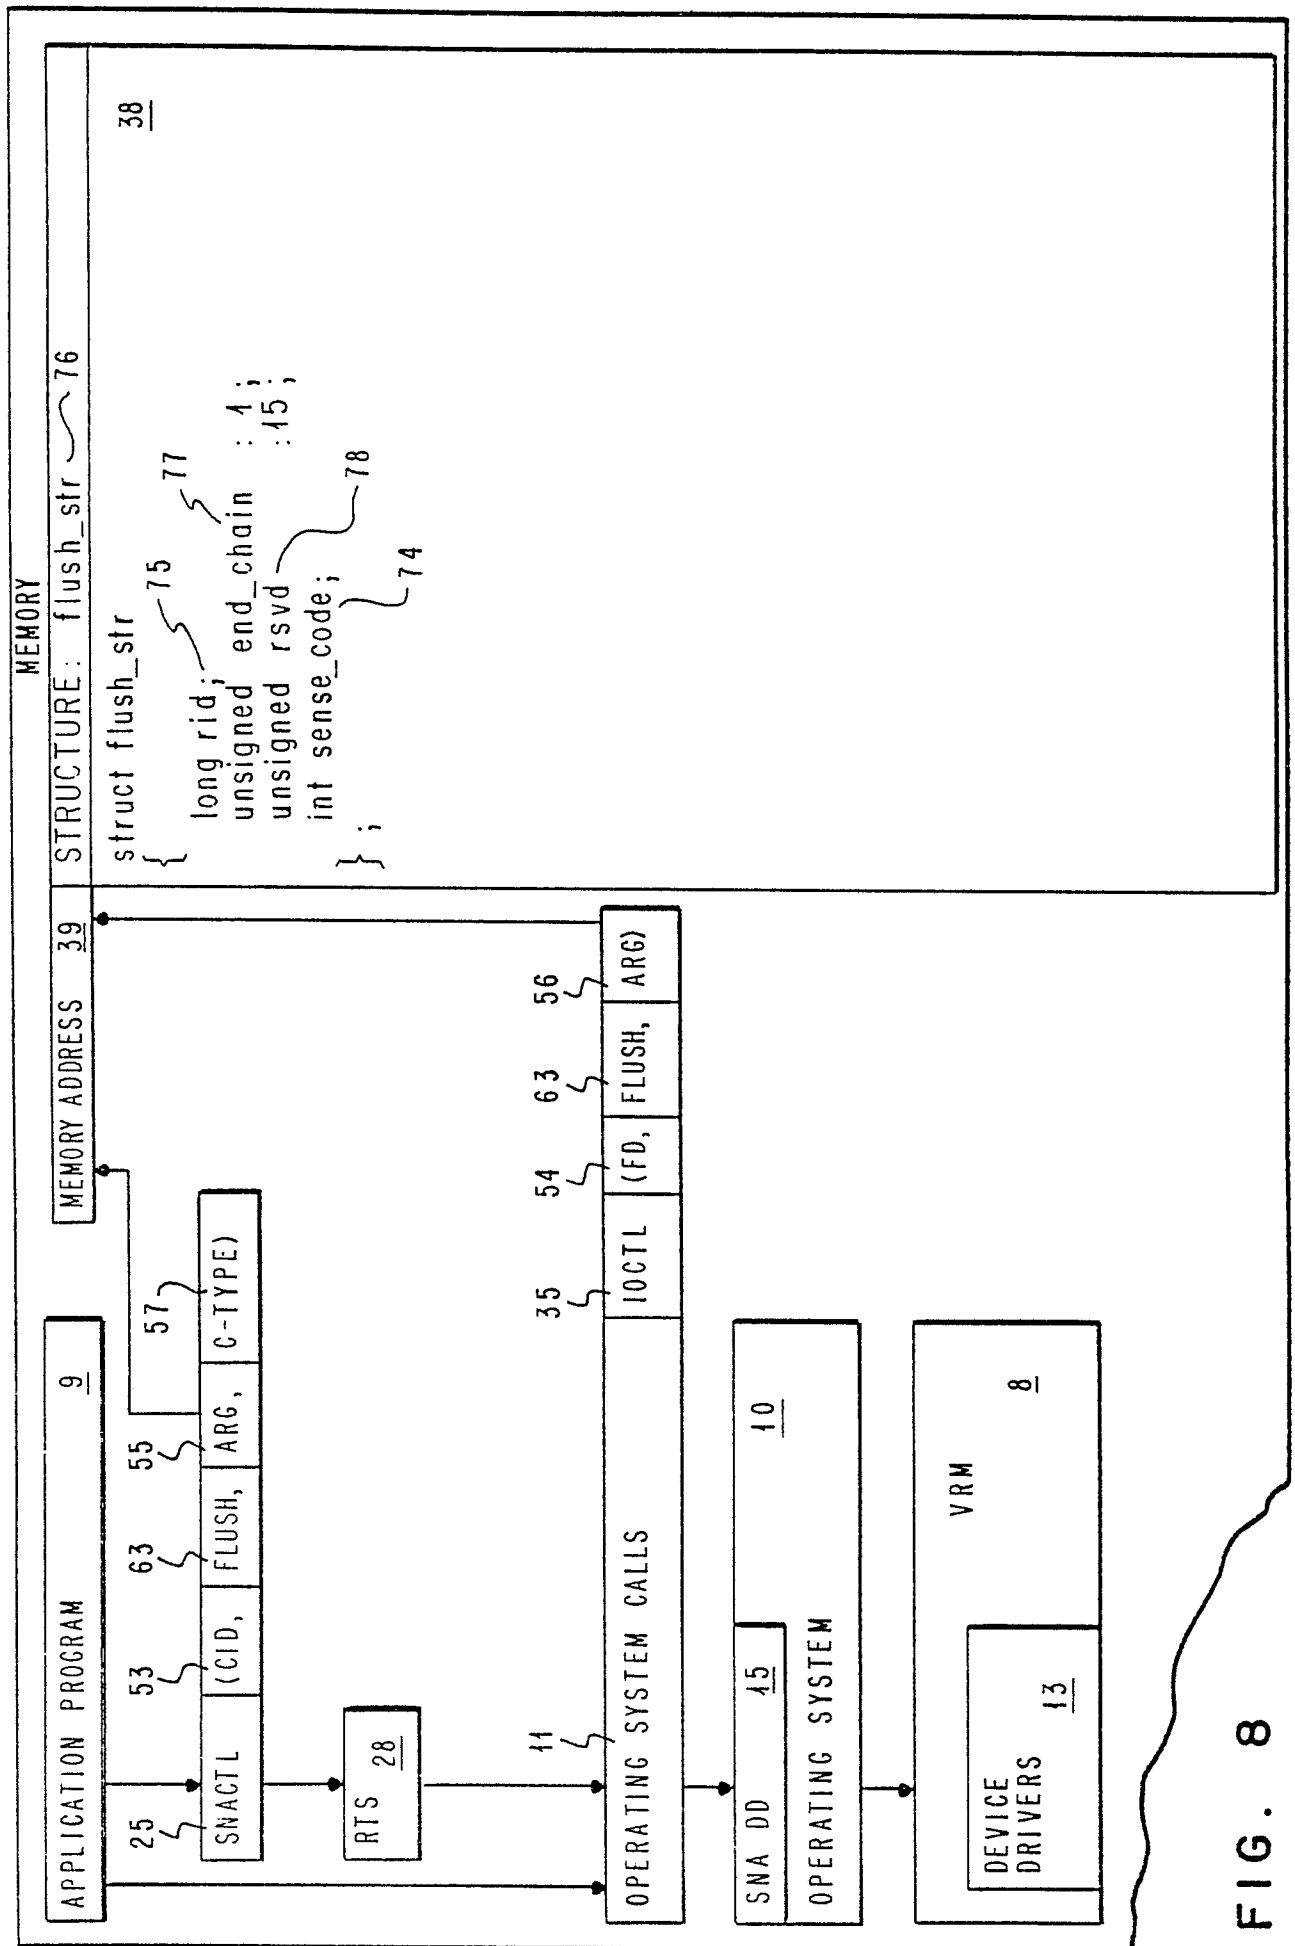 MEMORY
APPLICATION PROGRAM 9
MEMORY ADDRESS 39
STRUCTURE: flush_str 76
38
struct flush_str
{
long rid; 75
unsigned end_chain : 1; 77
unsigned rsvd :15; 78
int sense_code; 74
};
25 53 63 55 57
SNACTL (CID, FLUSH, ARG, C-TYPE)
RTS 28
11 35 54 63 56
OPERATING SYSTEM CALLS IOCTL (FD, FLUSH, ARG)
SNA DD 15
10
OPERATING SYSTEM
VRM 8
DEVICE
DRIVERS 13
FIG. 8